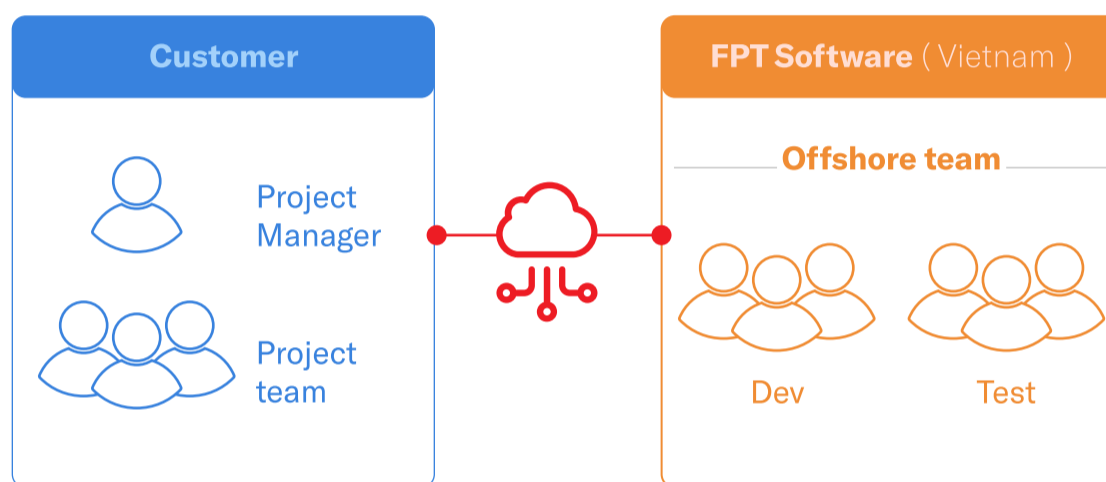 Customer
Project
Manager
Project
team
FPT Software ( Vietnam )
Offshore team
Dev
Test